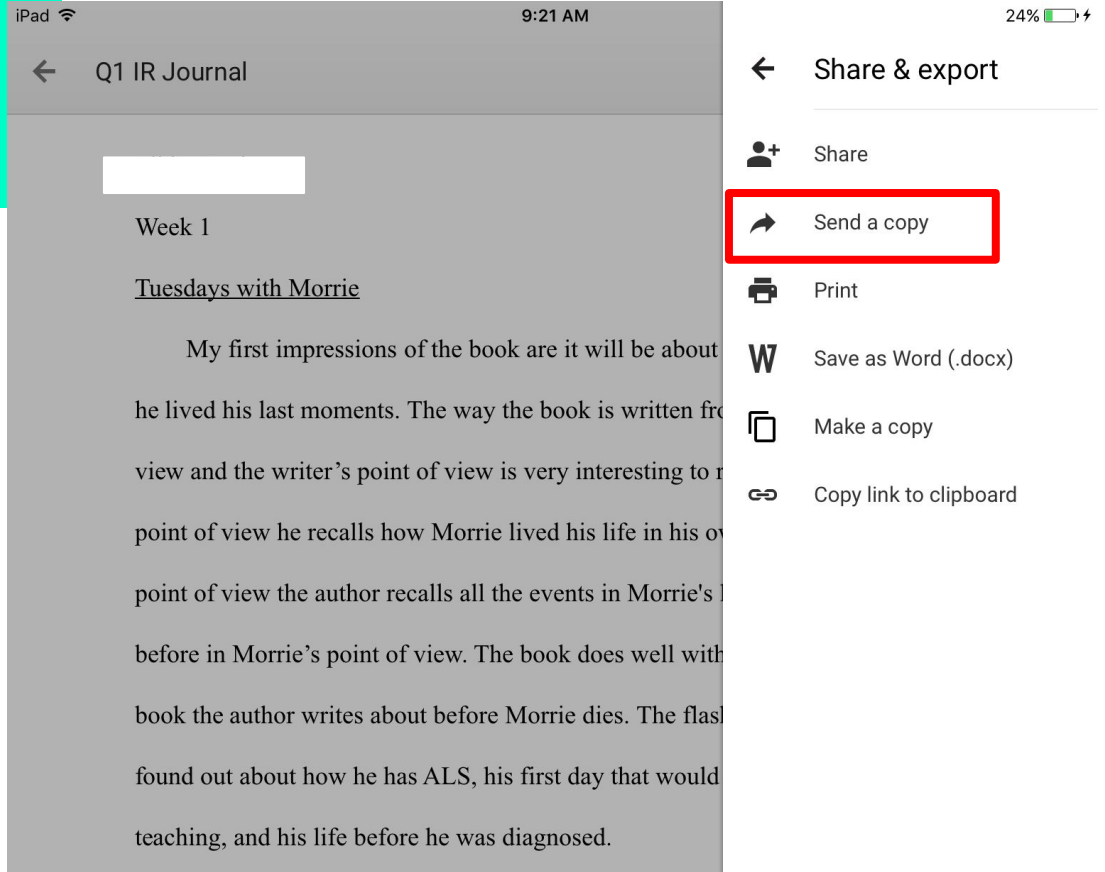 iPad 9:21 AM 24%
Q1 IR Journal
Share & export
Share
Send a copy
Print
Save as Word (.docx)
Make a copy
Copy link to clipboard
Week 1
Tuesdays with Morrie
My first impressions of the book are it will be about
he lived his last moments. The way the book is written
view and the writer’s point of view is very interesting to
point of view he recalls how Morrie lived his life in his
point of view the author recalls all the events in Morrie's
before in Morrie’s point of view. The book does well with
book the author writes about before Morrie dies. The
found out about how he has ALS, his first day that would
teaching, and his life before he was diagnosed.